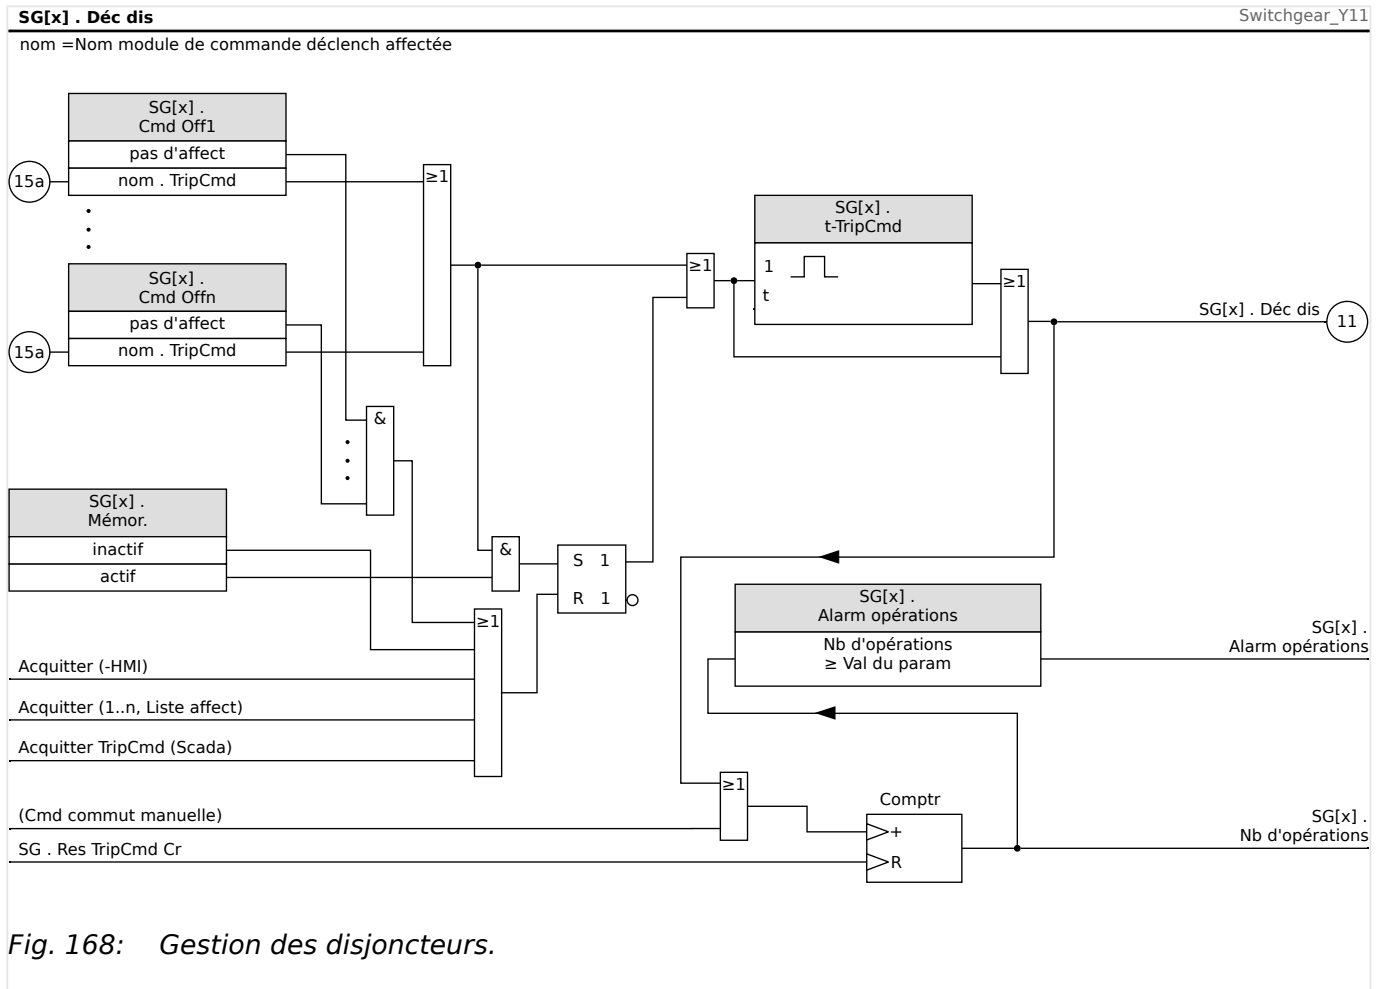 SG[x] . Déc dis
Switchgear_Y11
nom =Nom module de commande déclench affectée
SG[x] .
Cmd Off1
pas d'affect
15a
nom . TripCmd
≥1
SG[x] .
Cmd Offn
pas d'affect
15a
nom . TripCmd
≥1
SG[x] .
t-TripCmd
1
t
≥1
SG[x] . Déc dis
11
&
SG[x] .
Mémor.
inactif
actif
&
S 1
R 1
≥1
Acquitter (-HMI)
Acquitter (1..n, Liste affect)
Acquitter TripCmd (Scada)
SG[x] .
Alarm opérations
Nb d'opérations
≥ Val du param
SG[x] .
Alarm opérations
≥1
(Cmd commut manuelle)
SG . Res TripCmd Cr
Comptr
+
R
SG[x] .
Nb d'opérations
Fig. 168: Gestion des disjoncteurs.